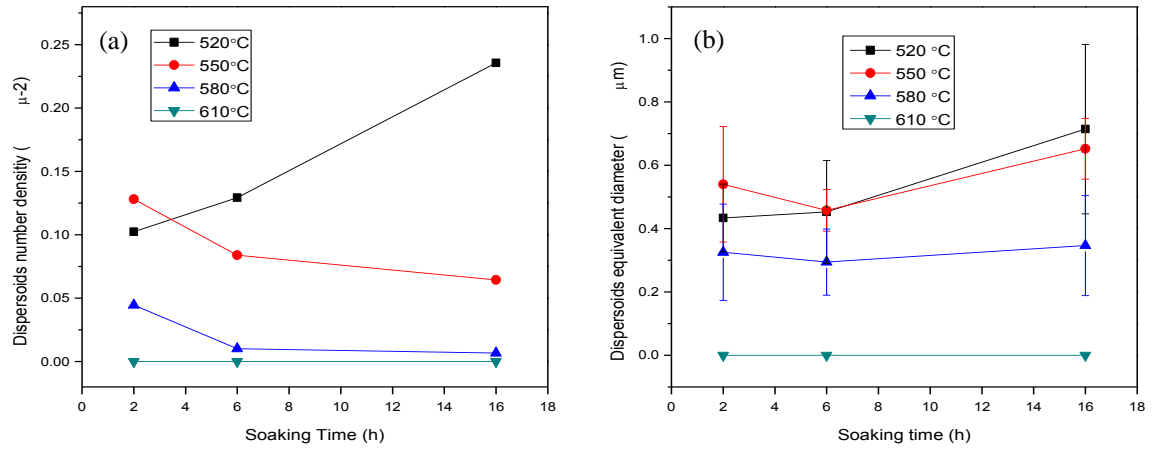 (a)
520°C
550°C
580°C
610°C
Dispersoids number densitiy (
μ-2)
0.25
0.20
0.15
0.10
0.05
0.00
0 2 4 6 8 10 12 14 16 18
Soaking Time (h)
(b)
520 °C
550 °C
580 °C
610 °C
Dispersoids equivalent diameter (
μm)
1.0
0.8
0.6
0.4
0.2
0.0
0 2 4 6 8 10 12 14 16 18
Soaking time (h)